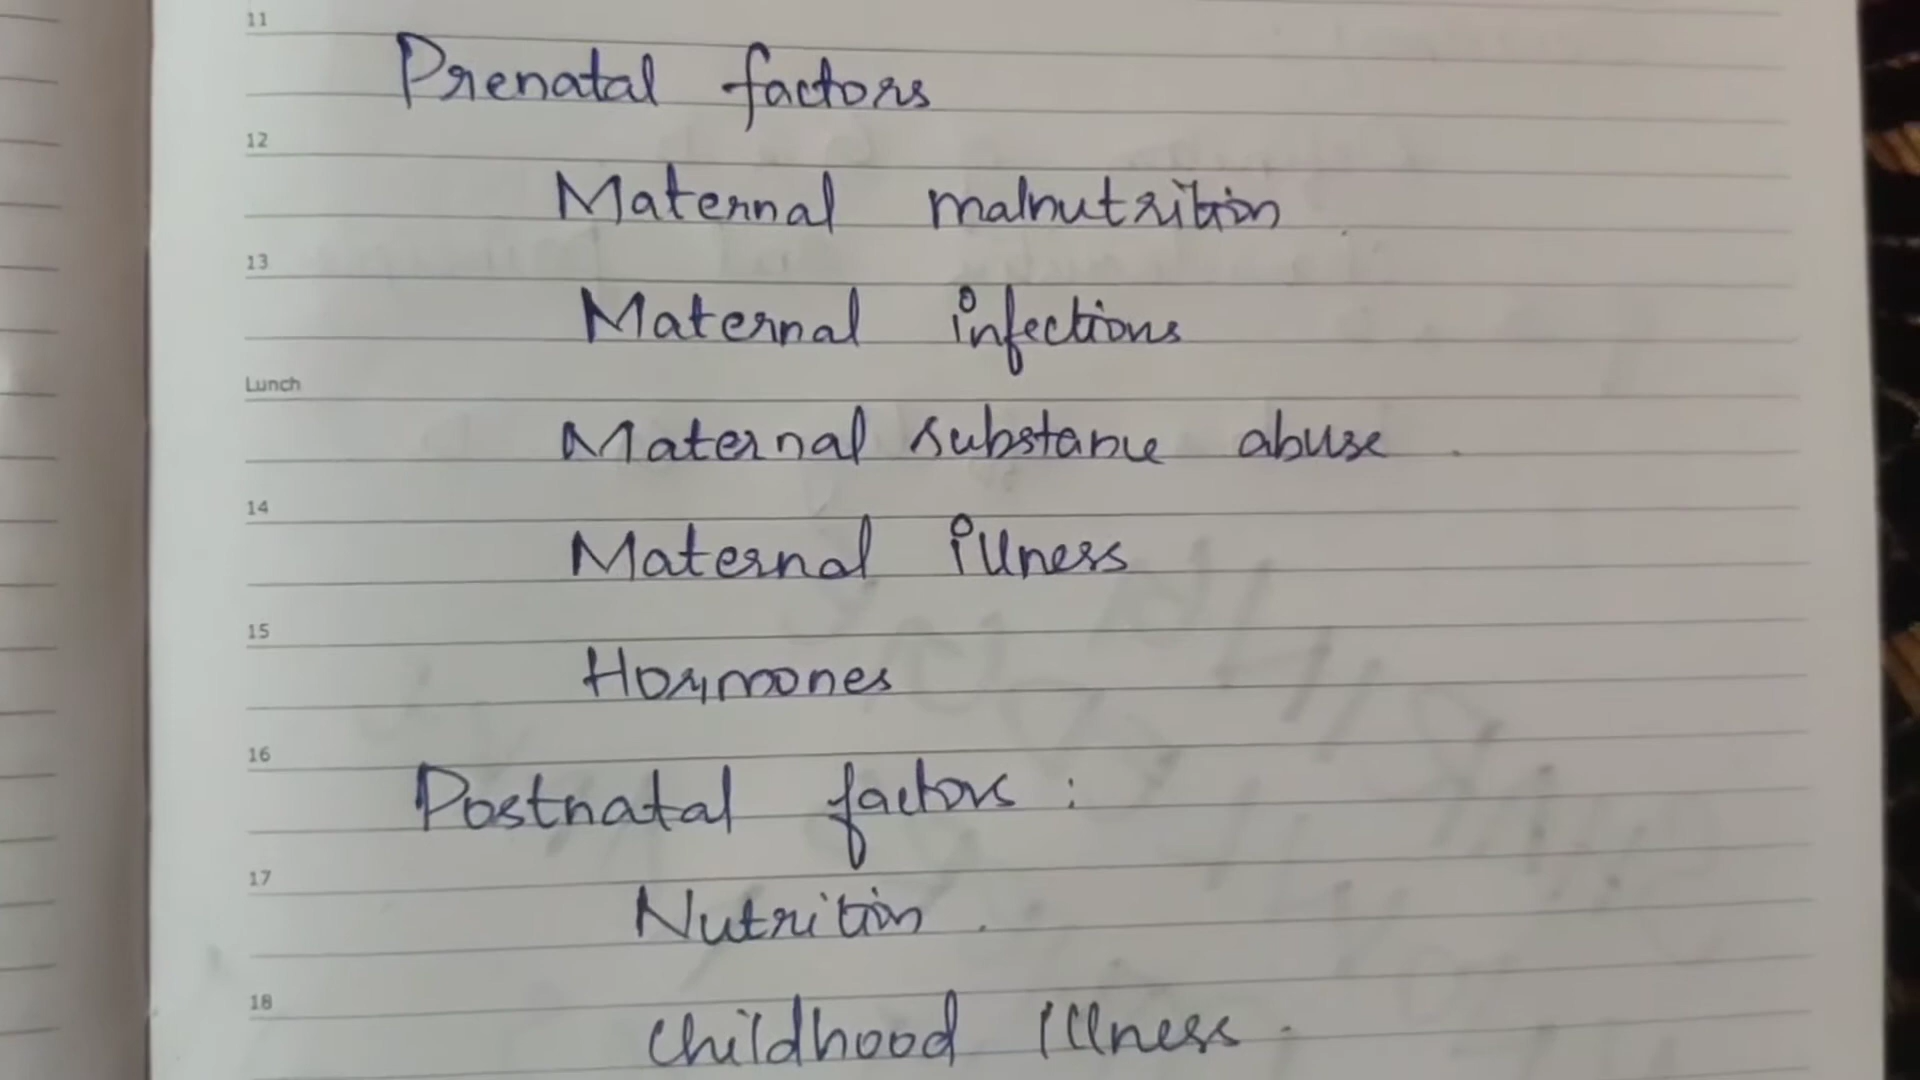 11
Prenatal factors
12
Maternal malnutrition
13
Maternal infections
Lunch
Maternal substance abuse
14
Maternal illness
15
Hormones
16
Postnatal factors :
17
Nutrition .
18
Childhood Illness .